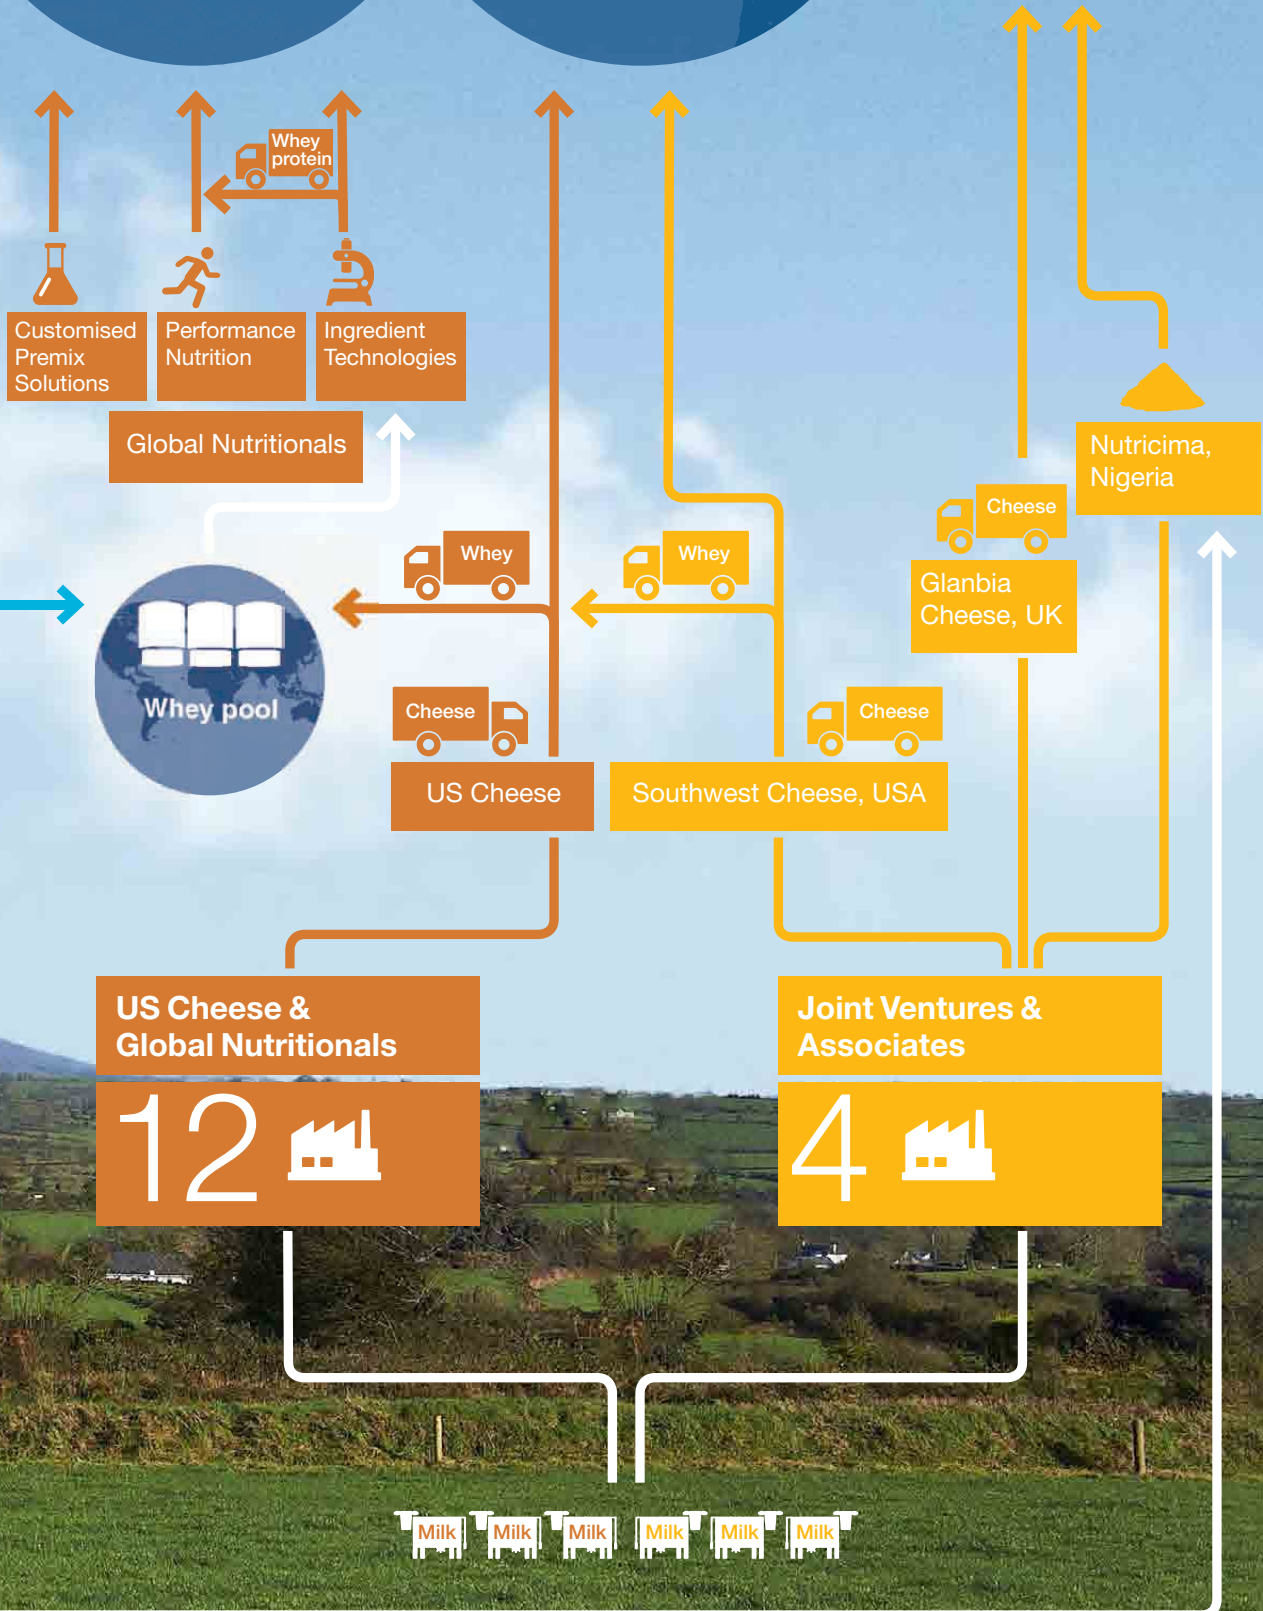 Whey
protein
Customised
Premix
Solutions
Performance
Nutrition
Ingredient
Technologies
Global Nutritionals
Nutricima,
Nigeria
Cheese
Whey
Whey
Glanbia
Cheese, UK
Whey pool
Cheese
Cheese
US Cheese
Southwest Cheese, USA
US Cheese &
Global Nutritionals
12
Joint Ventures &
Associates
4
Milk
Milk
Milk
Milk
Milk
Milk